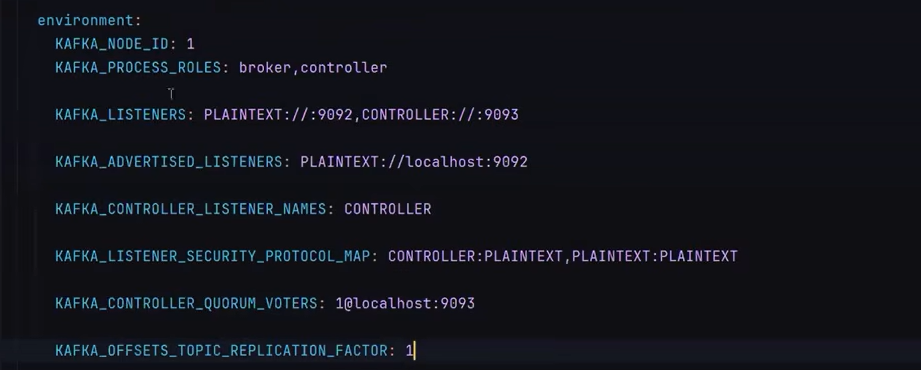 environment:
KAFKA_NODE_ID: 1
KAFKA_PROCESS_ROLES: broker,controller
KAFKA_LISTENERS: PLAINTEXT://:9092,CONTROLLER://:9093
KAFKA_ADVERTISED_LISTENERS: PLAINTEXT://localhost:9092
KAFKA_CONTROLLER_LISTENER_NAMES: CONTROLLER
KAFKA_LISTENER_SECURITY_PROTOCOL_MAP: CONTROLLER:PLAINTEXT,PLAINTEXT:PLAINTEXT
KAFKA_CONTROLLER_QUORUM_VOTERS: 1@localhost:9093
KAFKA_OFFSETS_TOPIC_REPLICATION_FACTOR: 1